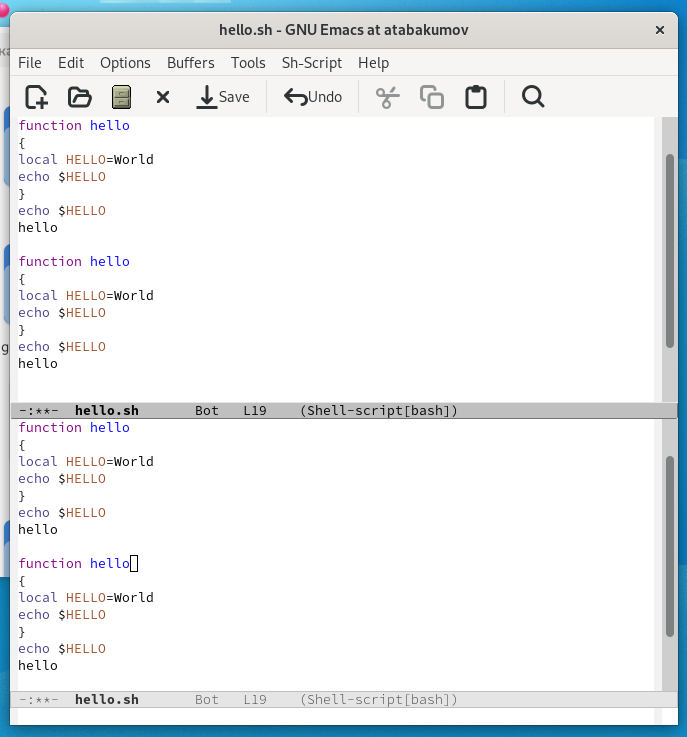 hello.sh - GNU Emacs at atabakumov
File Edit Options Buffers Tools Sh-Script Help
Save Undo
function hello
{
local HELLO=World
echo $HELLO
}
echo $HELLO
hello
function hello
{
local HELLO=World
echo $HELLO
}
echo $HELLO
hello
-:**- hello.sh Bot L19 (Shell-script[bash])
function hello
{
local HELLO=World
echo $HELLO
}
echo $HELLO
hello
function hello
{
local HELLO=World
echo $HELLO
}
echo $HELLO
hello
-:**- hello.sh Bot L19 (Shell-script[bash])